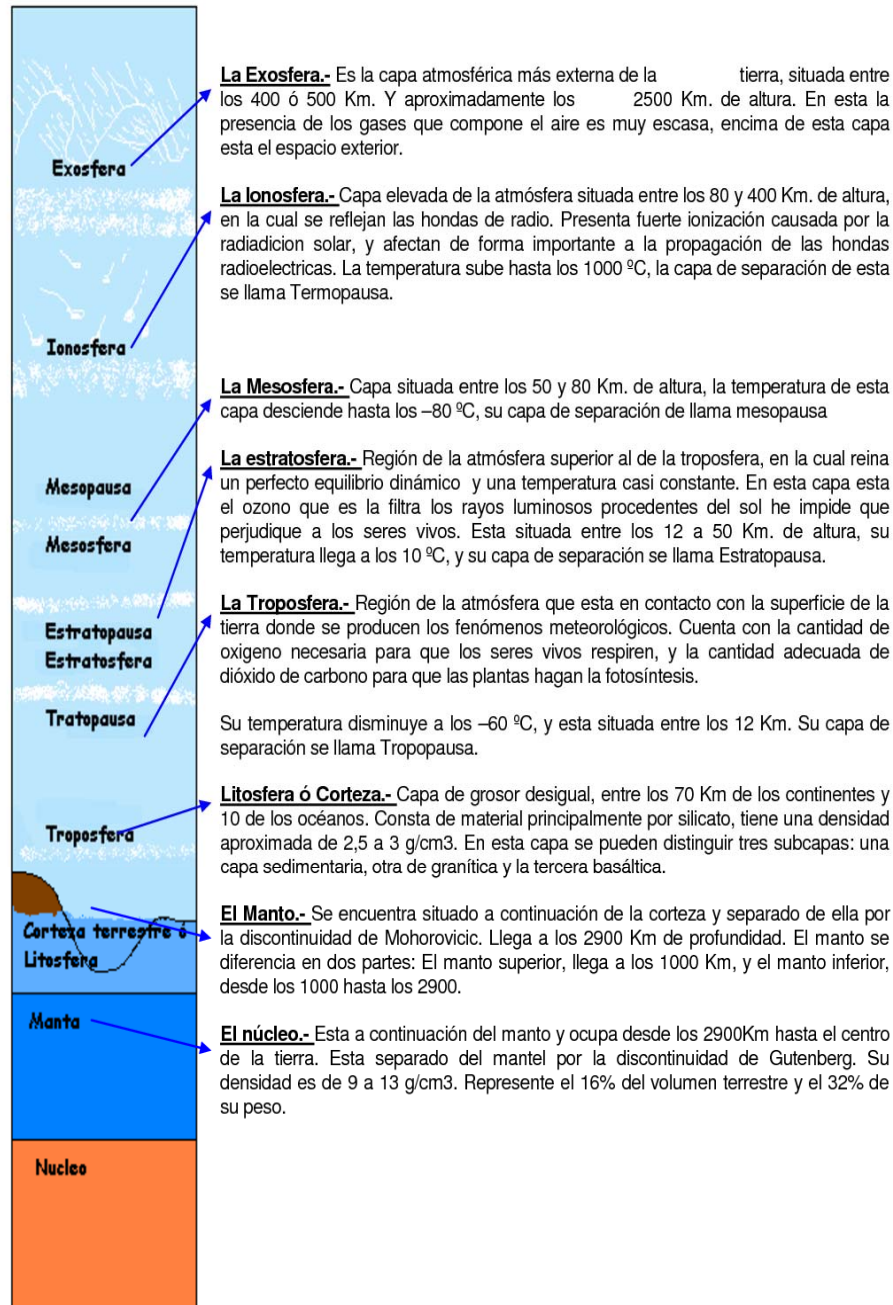 La Exosfera.- Es la capa atmosférica más externa de la tierra, situada entre
los 400 ó 500 Km. Y aproximadamente los 2500 Km. de altura. En esta la
presencia de los gases que compone el aire es muy escasa, encima de esta capa
esta el espacio exterior.
Exosfera
La Ionosfera.- Capa elevada de la atmósfera situada entre los 80 y 400 Km. de altura,
en la cual se reflejan las hondas de radio. Presenta fuerte ionización causada por la
radiadicion solar, y afectan de forma importante a la propagación de las hondas
radioelectricas. La temperatura sube hasta los 1000 ºC, la capa de separación de esta
se llama Termopausa.
Ionosfera
La Mesosfera.- Capa situada entre los 50 y 80 Km. de altura, la temperatura de esta
capa desciende hasta los –80 ºC, su capa de separación de llama mesopausa
La estratosfera.- Región de la atmósfera superior al de la troposfera, en la cual reina
un perfecto equilibrio dinámico y una temperatura casi constante. En esta capa esta
el ozono que es la filtra los rayos luminosos procedentes del sol he impide que
perjudique a los seres vivos. Esta situada entre los 12 a 50 Km. de altura, su
temperatura llega a los 10 ºC, y su capa de separación se llama Estratopausa.
Mesopausa
Mesosfera
La Troposfera.- Región de la atmósfera que esta en contacto con la superficie de la
tierra donde se producen los fenómenos meteorológicos. Cuenta con la cantidad de
oxigeno necesaria para que los seres vivos respiren, y la cantidad adecuada de
dióxido de carbono para que las plantas hagan la fotosíntesis.
Estratopausa
Estratosfera
Tratopausa
Su temperatura disminuye a los –60 ºC, y esta situada entre los 12 Km. Su capa de
separación se llama Tropopausa.
Litosfera ó Corteza.- Capa de grosor desigual, entre los 70 Km de los continentes y
10 de los océanos. Consta de material principalmente por silicato, tiene una densidad
aproximada de 2,5 a 3 g/cm3. En esta capa se pueden distinguir tres subcapas: una
capa sedimentaria, otra de granítica y la tercera basáltica.
Troposfera
El Manto.- Se encuentra situado a continuación de la corteza y separado de ella por
la discontinuidad de Mohorovicic. Llega a los 2900 Km de profundidad. El manto se
diferencia en dos partes: El manto superior, llega a los 1000 Km, y el manto inferior,
desde los 1000 hasta los 2900.
Corteza terrestre ó
Litosfera
El núcleo.- Esta a continuación del manto y ocupa desde los 2900Km hasta el centro
de la tierra. Esta separado del mantel por la discontinuidad de Gutenberg. Su
densidad es de 9 a 13 g/cm3. Represente el 16% del volumen terrestre y el 32% de
su peso.
Manta
Nucleo